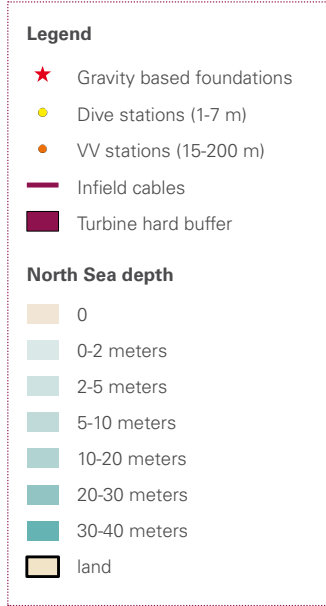 Legend
Gravity based foundations
Dive stations (1-7 m)
VV stations (15-200 m)
Infield cables
Turbine hard buffer
North Sea depth
0
0-2 meters
2-5 meters
5-10 meters
10-20 meters
20-30 meters
30-40 meters
land